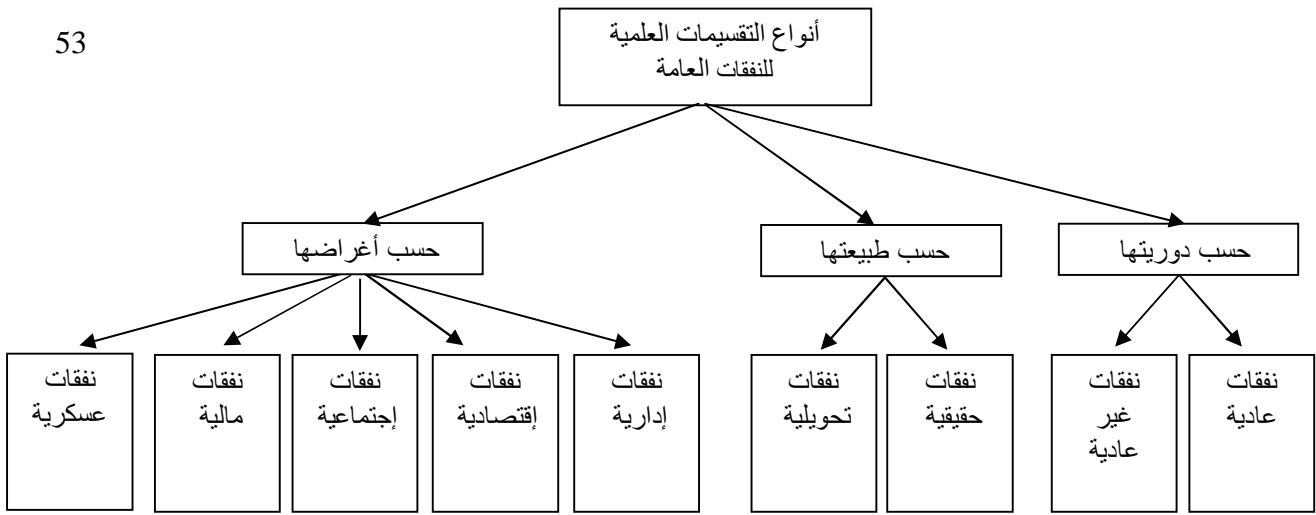 53
أنواع التقسيمات العلمية
للنفقات العامة
حسب دوريتها
حسب طبيعتها
حسب أغراضها
نفقات
عادية
نفقات
غير
عادية
نفقات
حقيقية
نفقات
تحويلية
نفقات
إدارية
نفقات
إقتصادية
نفقات
إجتماعية
نفقات
مالية
نفقات
عسكرية